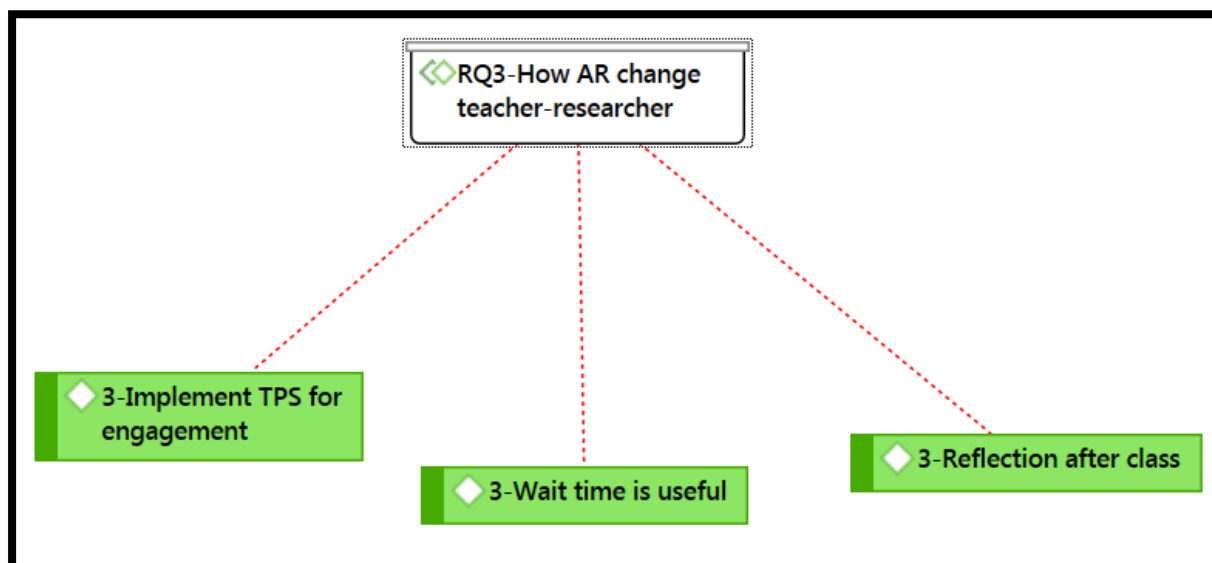 RQ3-How AR change
teacher-researcher
3-Implement TPS for
engagement
3-Wait time is useful
3-Reflection after class